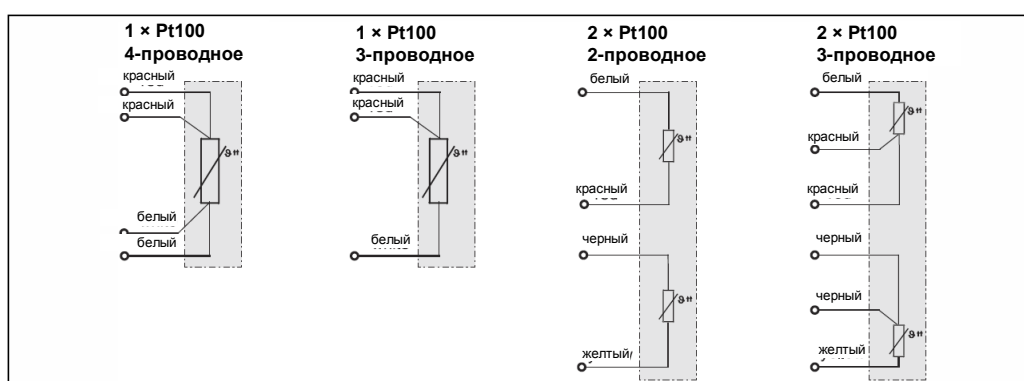 1 × Pt100
4-проводное
красный
красный
белый
белый
ϑ
1 × Pt100
3-проводное
красный
красный
белый
ϑ
2 × Pt100
2-проводное
белый
красный
черный
желтый
ϑ
ϑ
2 × Pt100
3-проводное
белый
красный
красный
черный
черный
желтый
ϑ
ϑ